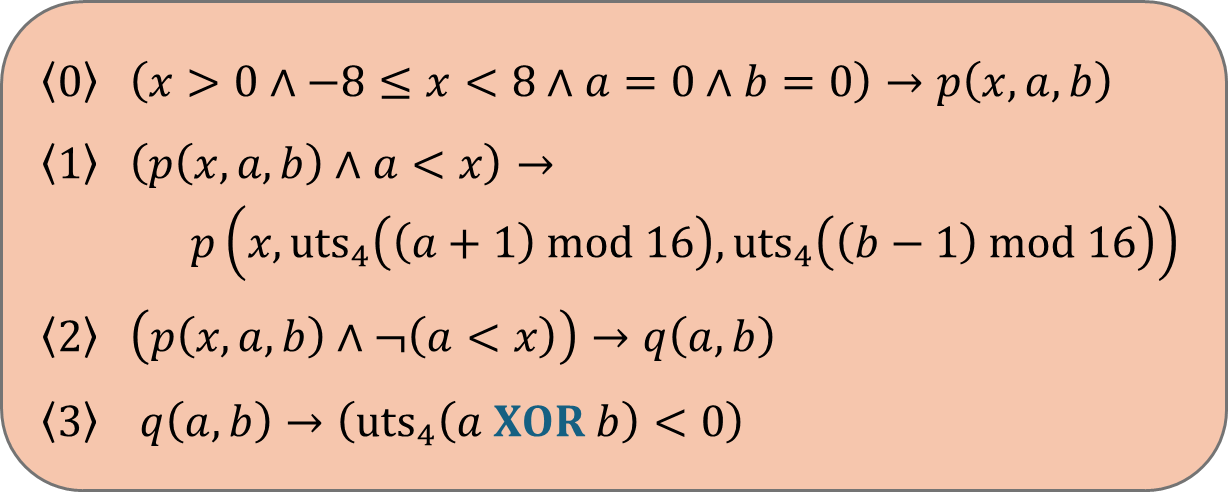 ⟨0⟩ (x > 0 ∧ −8 ≤ x < 8 ∧ a = 0 ∧ b = 0) → p(x, a, b)
⟨1⟩ (p(x, a, b) ∧ a < x) →
p(x, uts₄((a + 1) mod 16), uts₄((b − 1) mod 16))
⟨2⟩ (p(x, a, b) ∧ ¬(a < x)) → q(a, b)
⟨3⟩ q(a, b) → (uts₄(a XOR b) < 0)